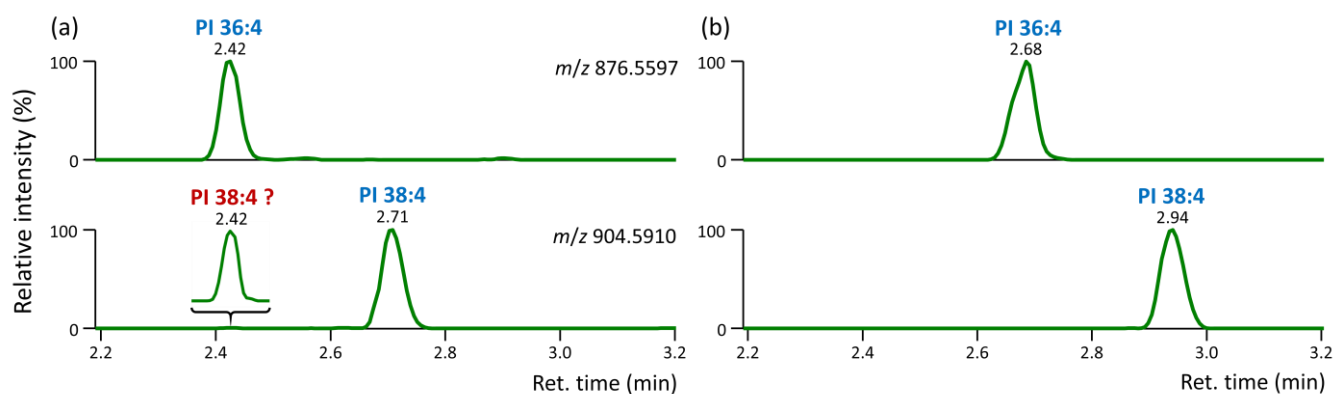 (a)
PI 36:4
2.42
100
0
m/z 876.5597
PI 38:4 ?
2.42
PI 38:4
2.71
100
0
m/z 904.5910
2.2 2.4 2.6 2.8 3.0 3.2
Ret. time (min)
Relative intensity (%)
(b)
PI 36:4
2.68
100
0
PI 38:4
2.94
100
0
2.2 2.4 2.6 2.8 3.0 3.2
Ret. time (min)